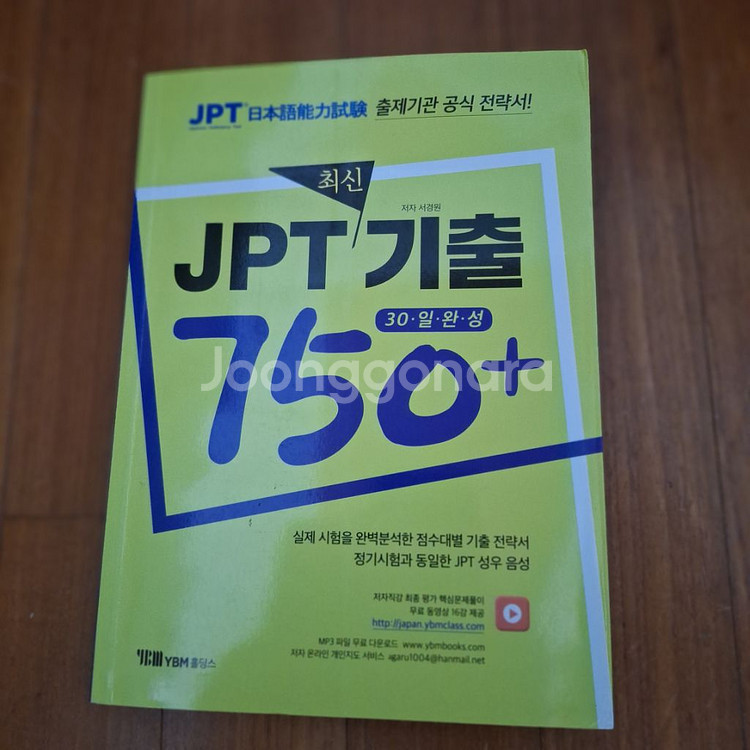 JPT 日本語能力試験 출제기관 공식 전략서!
최신
저자 서경원
JPT 기출
30·일·완·성
750+
Joonggonara
실제 시험을 완벽분석한 점수대별 기출 전략서
정기시험과 동일한 JPT 성우 음성
저자직강 최종 평가 핵심문제풀이
무료 동영상 16강 제공
http://japan.ybmclass.com
MP3 파일 무료 다운로드 www.ybmbooks.com
저자 온라인 개인지도 서비스 agaru1004@hanmail.net
YBM YBM홀딩스